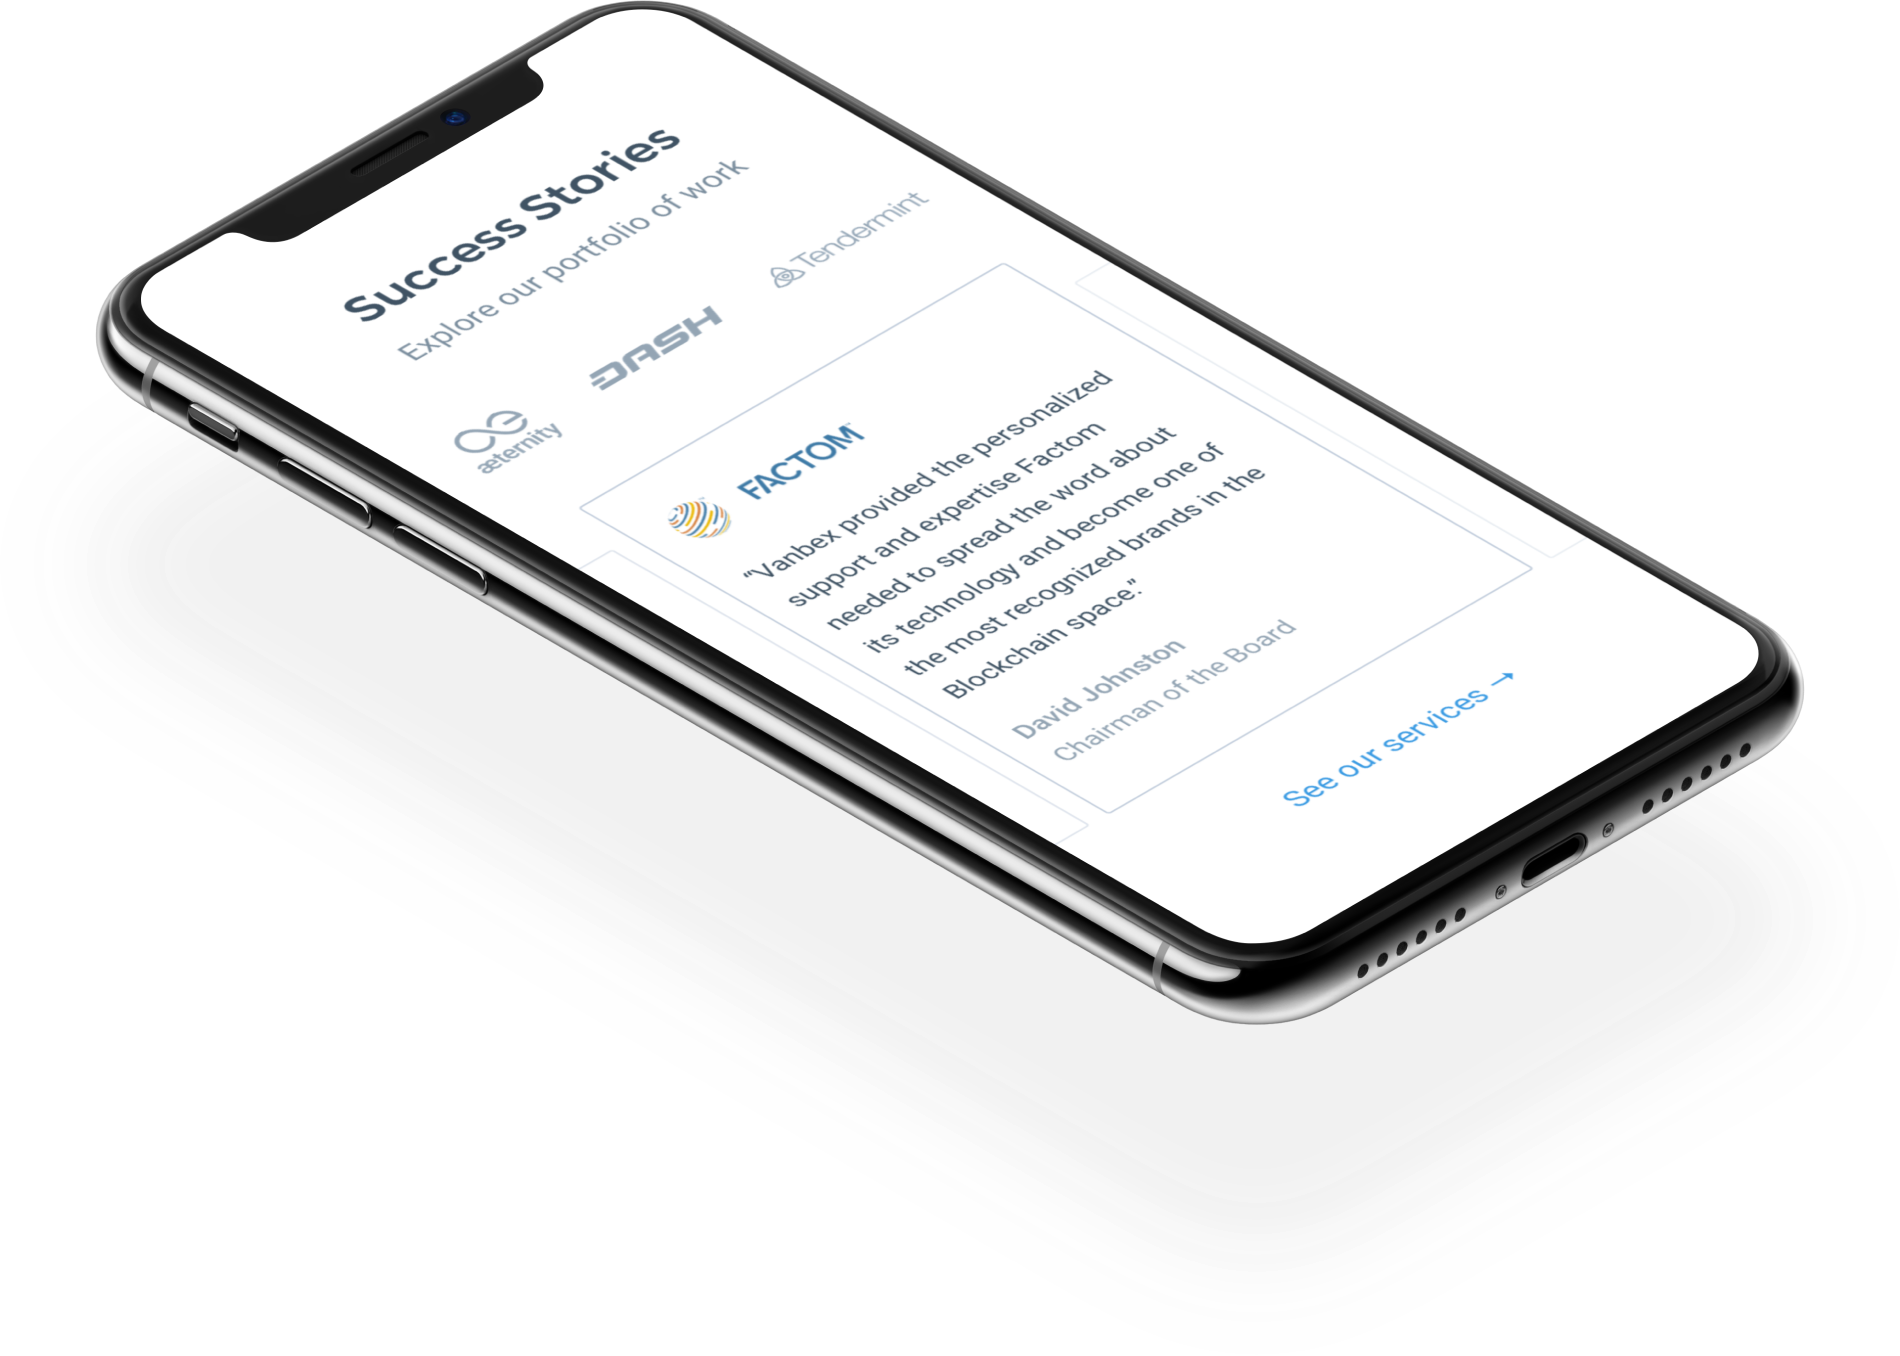 Success Stories
Explore our portfolio of work
æternity
DASH
Tendermint
FACTOM
“Vanbex provided the personalized
support and expertise Factom
needed to spread the word about
its technology and become one of
the most recognized brands in the
Blockchain space.”
David Johnston
Chairman of the Board
See our services →